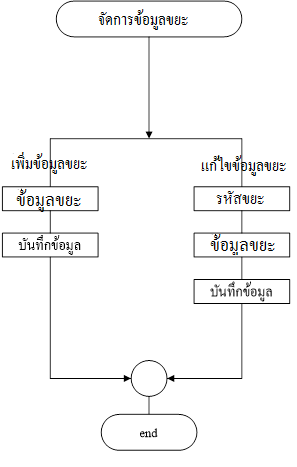 จัดการข้อมูลขยะ
เพิ่มข้อมูลขยะ
ข้อมูลขยะ
บันทึกข้อมูล
แก้ไขข้อมูลขยะ
รหัสขยะ
ข้อมูลขยะ
บันทึกข้อมูล
end